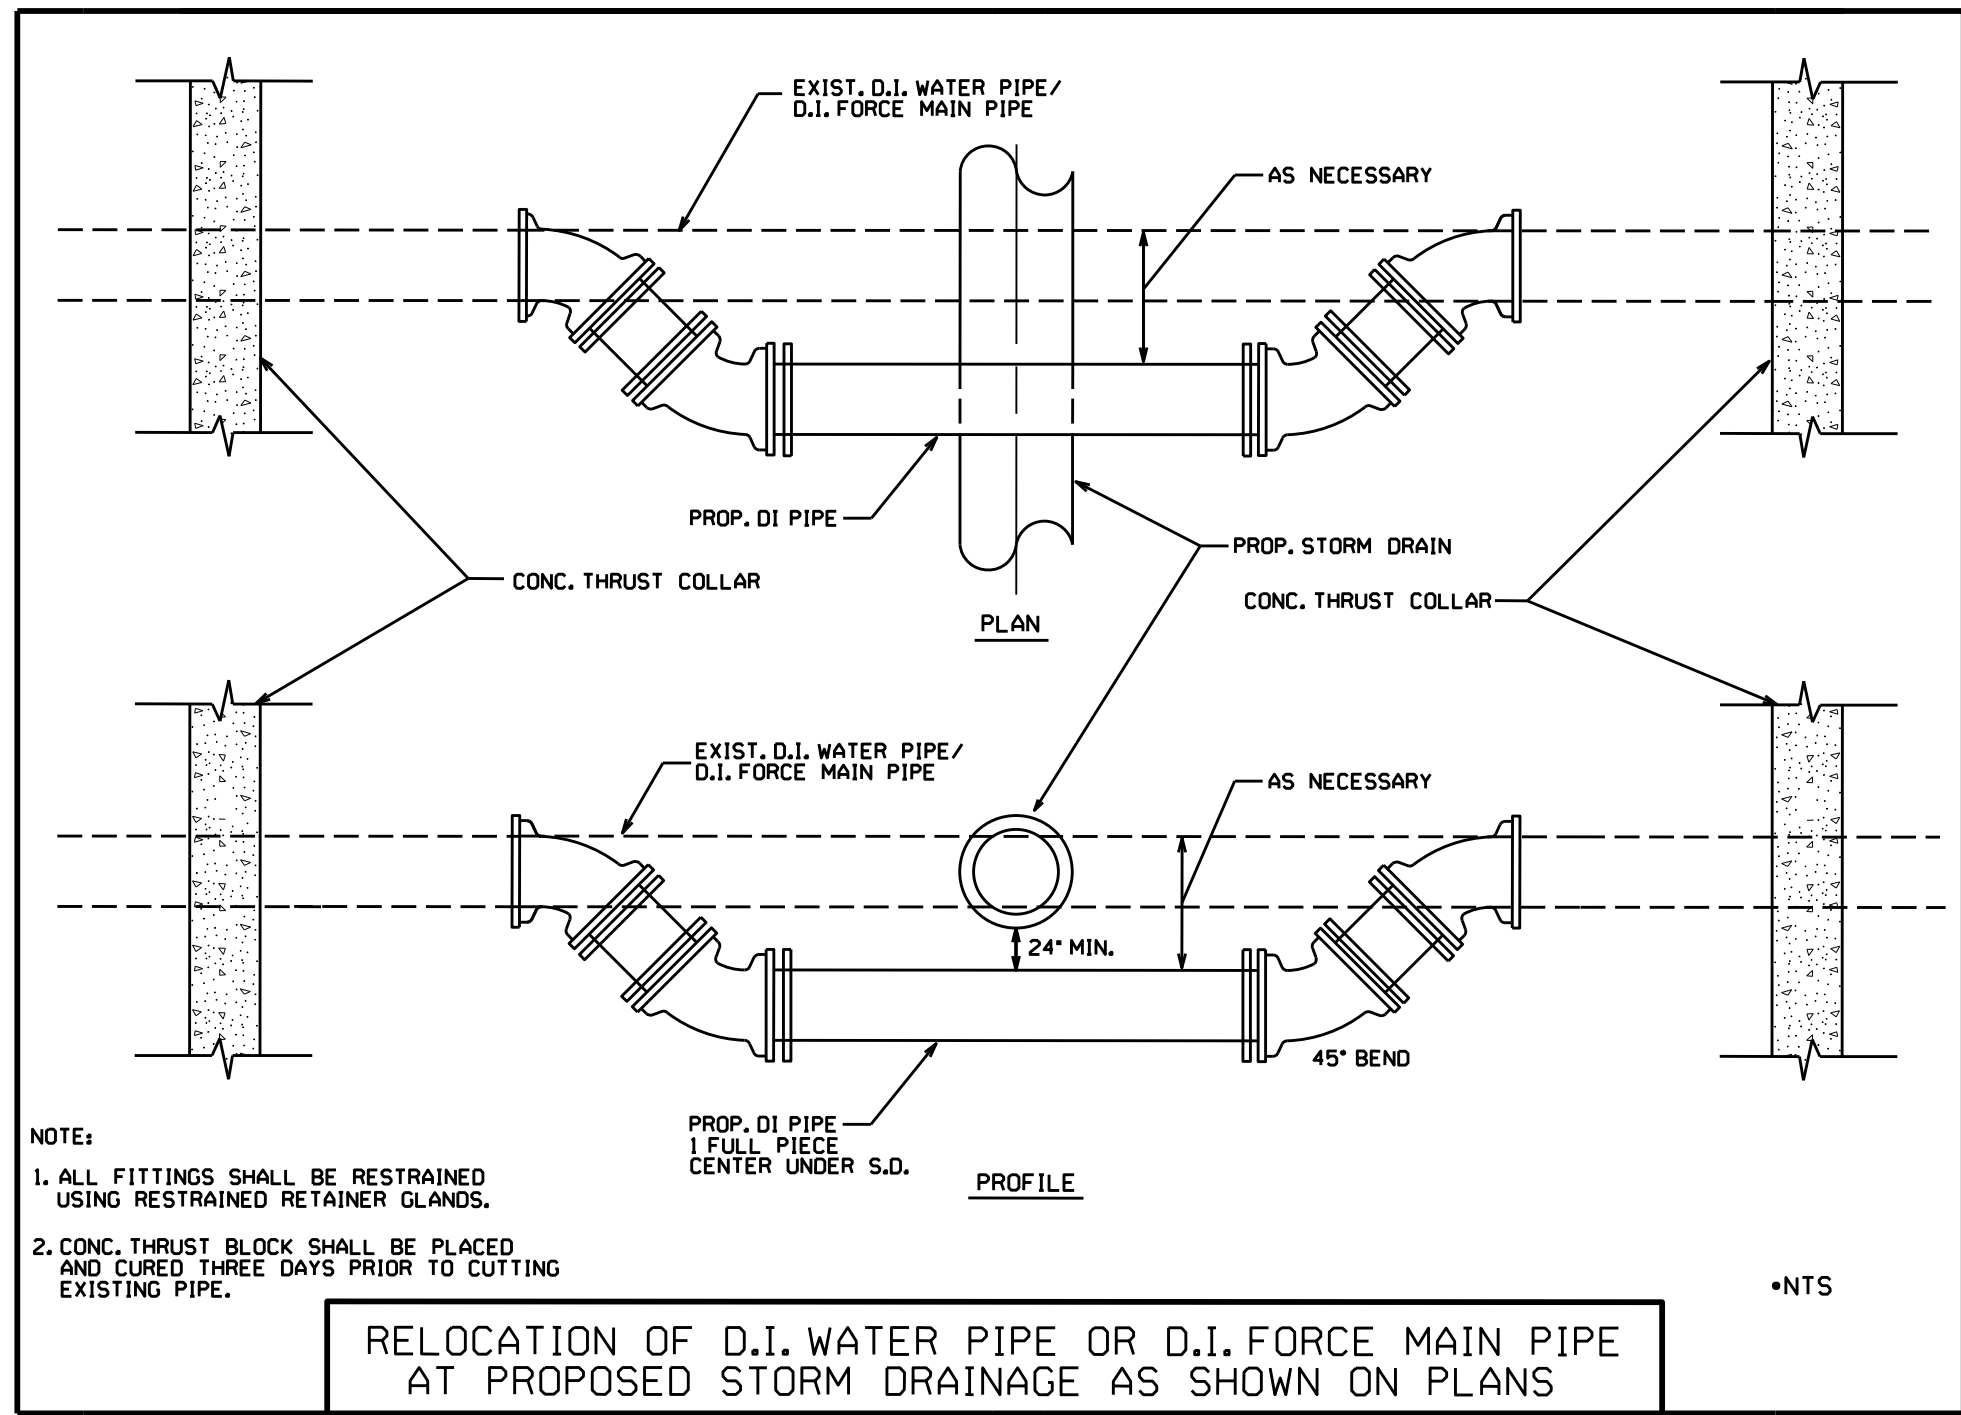 EXIST. D.I. WATER PIPE/
D.I. FORCE MAIN PIPE
AS NECESSARY
PROP. DI PIPE
PROP. STORM DRAIN
CONC. THRUST COLLAR
CONC. THRUST COLLAR
PLAN
EXIST. D.I. WATER PIPE/
D.I. FORCE MAIN PIPE
AS NECESSARY
24" MIN.
45° BEND
PROP. DI PIPE
1 FULL PIECE
CENTER UNDER S.D.
PROFILE
NOTE:
1. ALL FITTINGS SHALL BE RESTRAINED
USING RESTRAINED RETAINER GLANDS.
2. CONC. THRUST BLOCK SHALL BE PLACED
AND CURED THREE DAYS PRIOR TO CUTTING
EXISTING PIPE.
•NTS
RELOCATION OF D.I. WATER PIPE OR D.I. FORCE MAIN PIPE
AT PROPOSED STORM DRAINAGE AS SHOWN ON PLANS